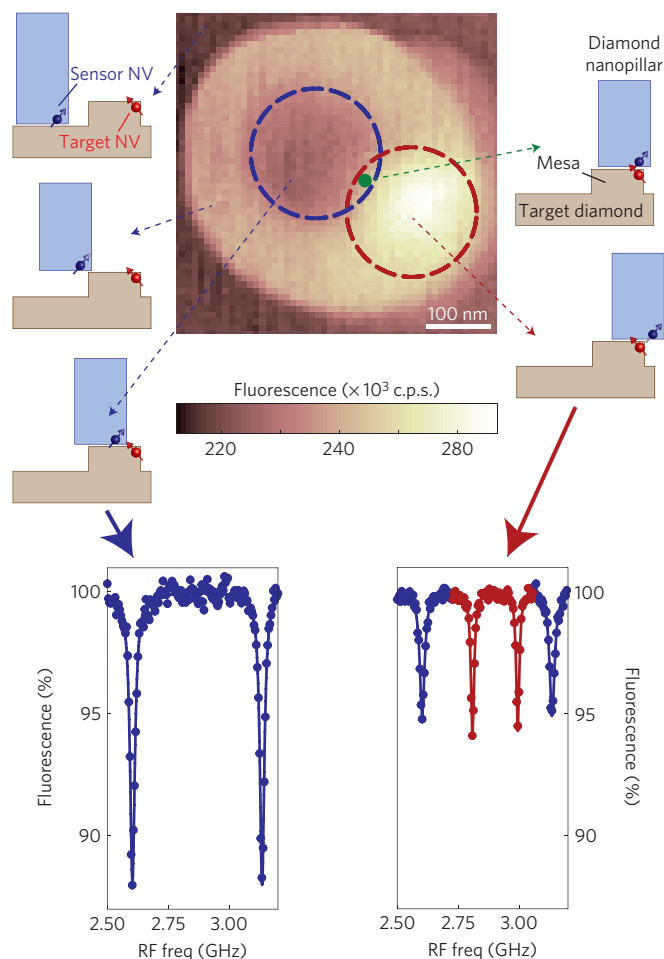 Sensor NV
Target NV
Diamond
nanopillar
Mesa
Target diamond
100 nm
Fluorescence (×10³ c.p.s.)
220
240
280
100
95
90
Fluorescence (%)
2.50
2.75
3.00
RF freq (GHz)
100
95
90
Fluorescence (%)
2.50
2.75
3.00
RF freq (GHz)